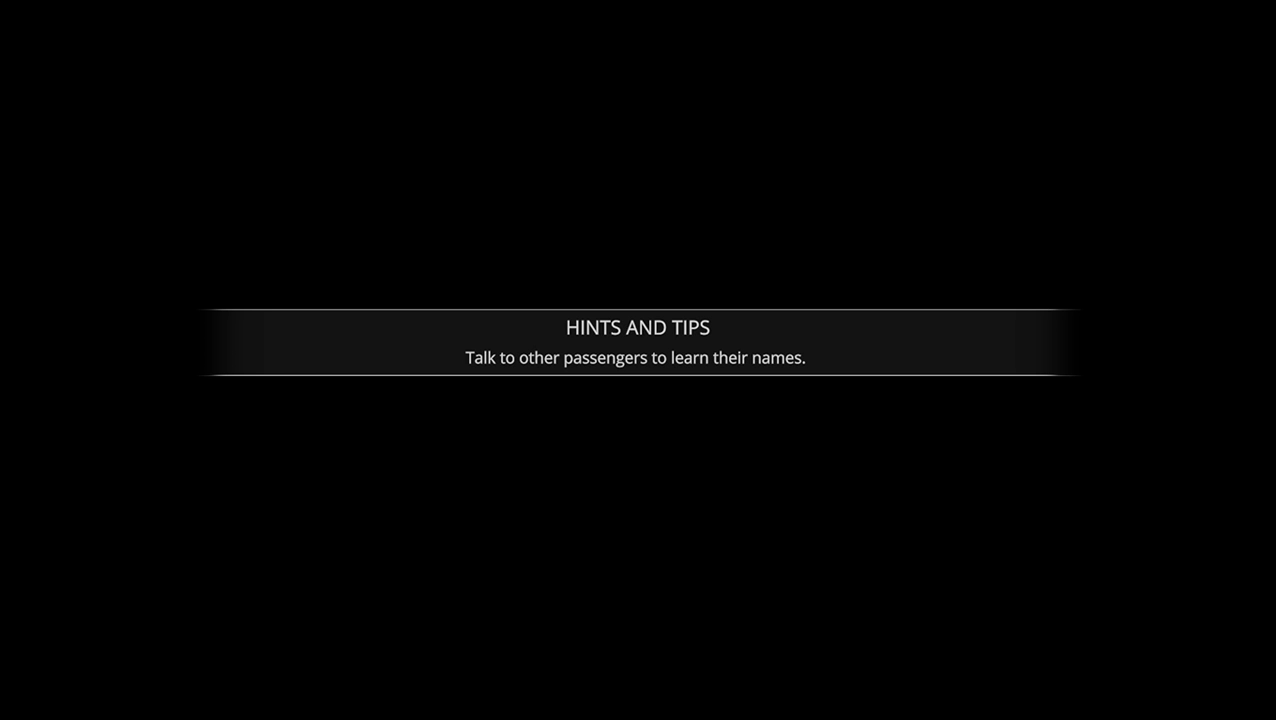 HINTS AND TIPS
Talk to other passengers to learn their names.